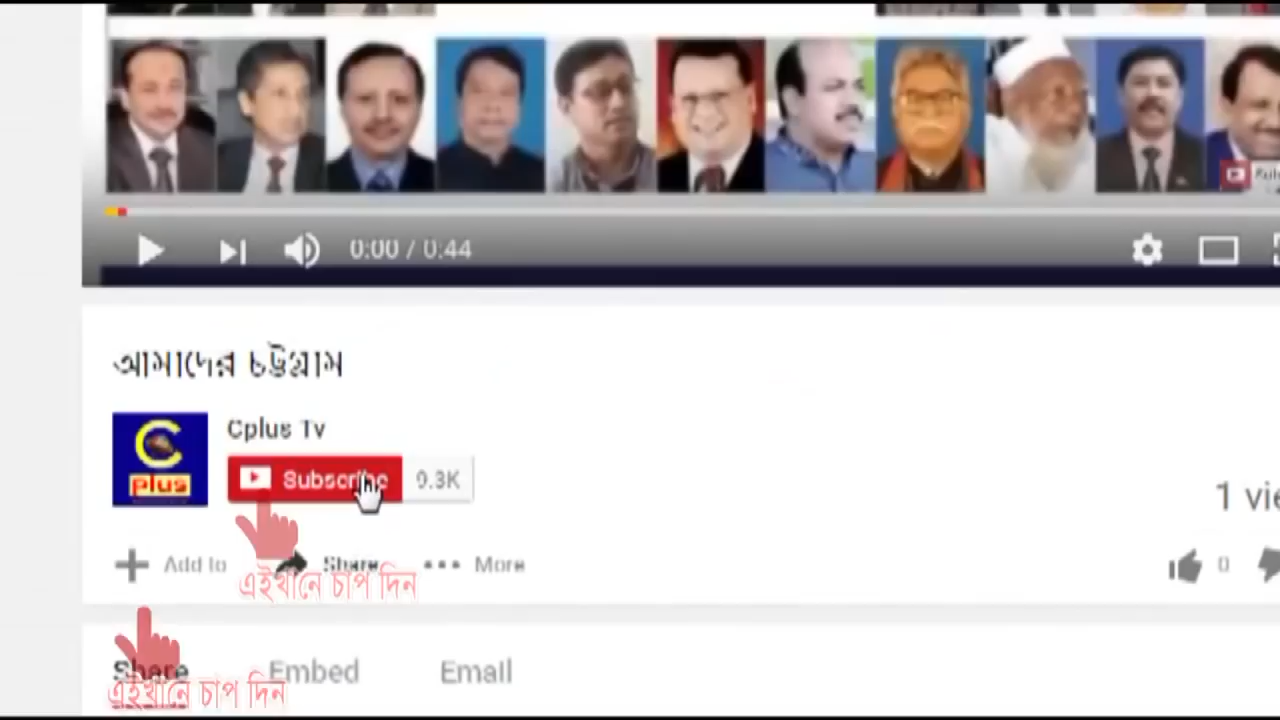 0:00 / 0:44
আমাদের চট্টগ্রাম
C
plus
Cplus Tv
Subscribe 9.3K
1
Add to Share More 0
এইখানে চাপ দিন
Share Embed Email
এইখানে চাপ দিন